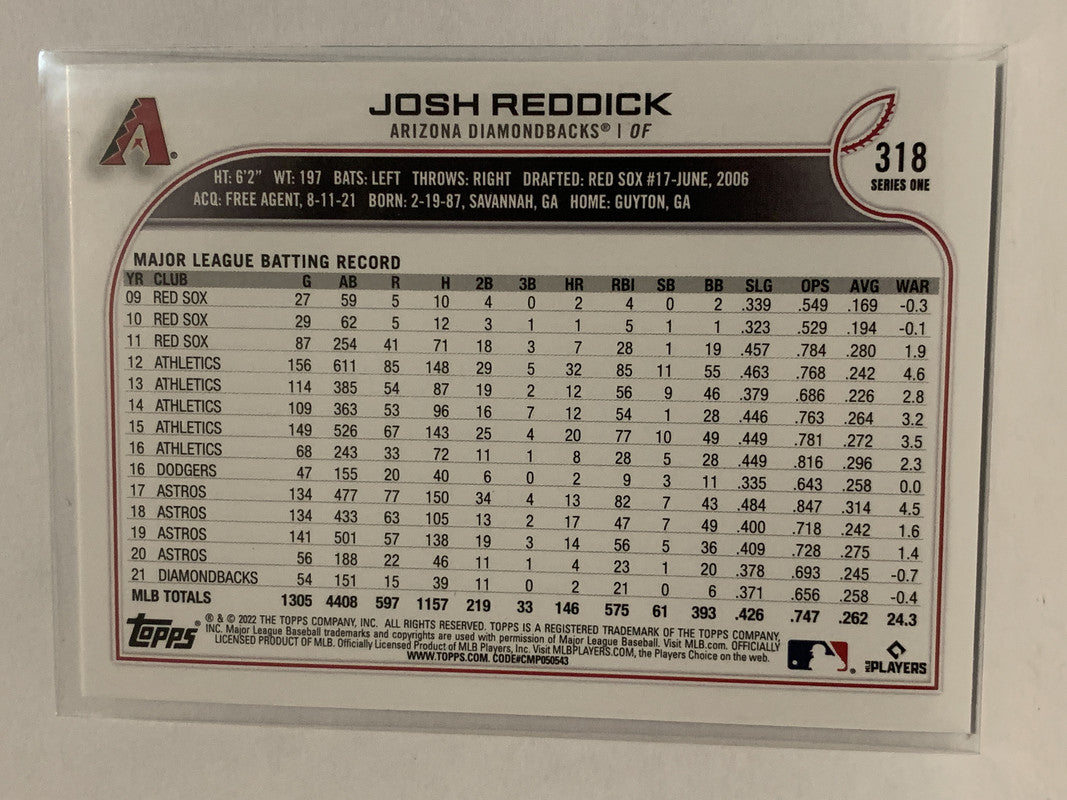 A
JOSH REDDICK
ARIZONA DIAMONDBACKS® | OF
318
SERIES ONE
HT: 6'2" WT: 197 BATS: LEFT THROWS: RIGHT DRAFTED: RED SOX #17-JUNE, 2006
ACQ: FREE AGENT, 8-11-21 BORN: 2-19-87, SAVANNAH, GA HOME: GUYTON, GA
MAJOR LEAGUE BATTING RECORD
YR CLUB G AB R H 2B 3B HR RBI SB BB SLG OPS AVG WAR
09 RED SOX 27 59 5 10 4 0 2 4 0 2 .339 .549 .169 -0.3
10 RED SOX 29 62 5 12 3 1 1 5 1 1 .323 .529 .194 -0.1
11 RED SOX 87 254 41 71 18 3 7 28 1 19 .457 .784 .280 1.9
12 ATHLETICS 156 611 85 148 29 5 32 85 11 55 .463 .768 .242 4.6
13 ATHLETICS 114 385 54 87 19 2 12 56 9 46 .379 .686 .226 2.8
14 ATHLETICS 109 363 53 96 16 7 12 54 1 28 .446 .763 .264 3.2
15 ATHLETICS 149 526 67 143 25 4 20 77 10 49 .449 .781 .272 3.5
16 ATHLETICS 68 243 33 72 11 1 8 28 5 28 .449 .816 .296 2.3
16 DODGERS 47 155 20 40 6 0 2 9 3 11 .335 .643 .258 0.0
17 ASTROS 134 477 77 150 34 4 13 82 7 43 .484 .847 .314 4.5
18 ASTROS 134 433 63 105 13 2 17 47 7 49 .400 .718 .242 1.6
19 ASTROS 141 501 57 138 19 3 14 56 5 36 .409 .728 .275 1.4
20 ASTROS 56 188 22 46 11 1 4 23 1 20 .378 .693 .245 -0.7
21 DIAMONDBACKS 54 151 15 39 11 0 2 21 0 6 .371 .656 .258 -0.4
MLB TOTALS 1305 4408 597 1157 219 33 146 575 61 393 .426 .747 .262 24.3
topps ® & © 2022 THE TOPPS COMPANY, INC. ALL RIGHTS RESERVED. TOPPS IS A REGISTERED TRADEMARK OF THE TOPPS COMPANY,
INC. Major League Baseball trademarks and copyrights are used with permission of Major League Baseball. Visit MLB.com. OFFICIALLY
LICENSED PRODUCT OF MLB. Officially Licensed Product of MLB Players, Inc. Visit MLBPLAYERS.COM, the Players Choice on the web.
WWW.TOPPS.COM. CODE#CMP050543
MLB PLAYERS